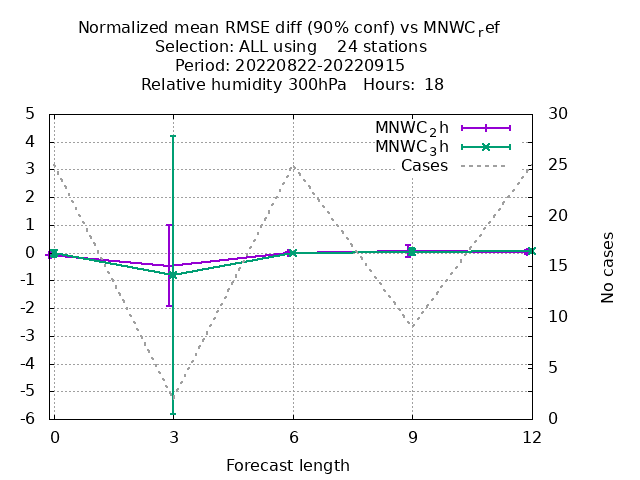 Normalized mean RMSE diff (90% conf) vs MNWC_ref
Selection: ALL using 24 stations
Period: 20220822-20220915
Relative humidity 300hPa Hours: 18
5
4
3
2
1
0
-1
-2
-3
-4
-5
-6
30
25
20
15
10
5
0
MNWC_2h
MNWC_3h
Cases
No cases
0 3 6 9 12
Forecast length